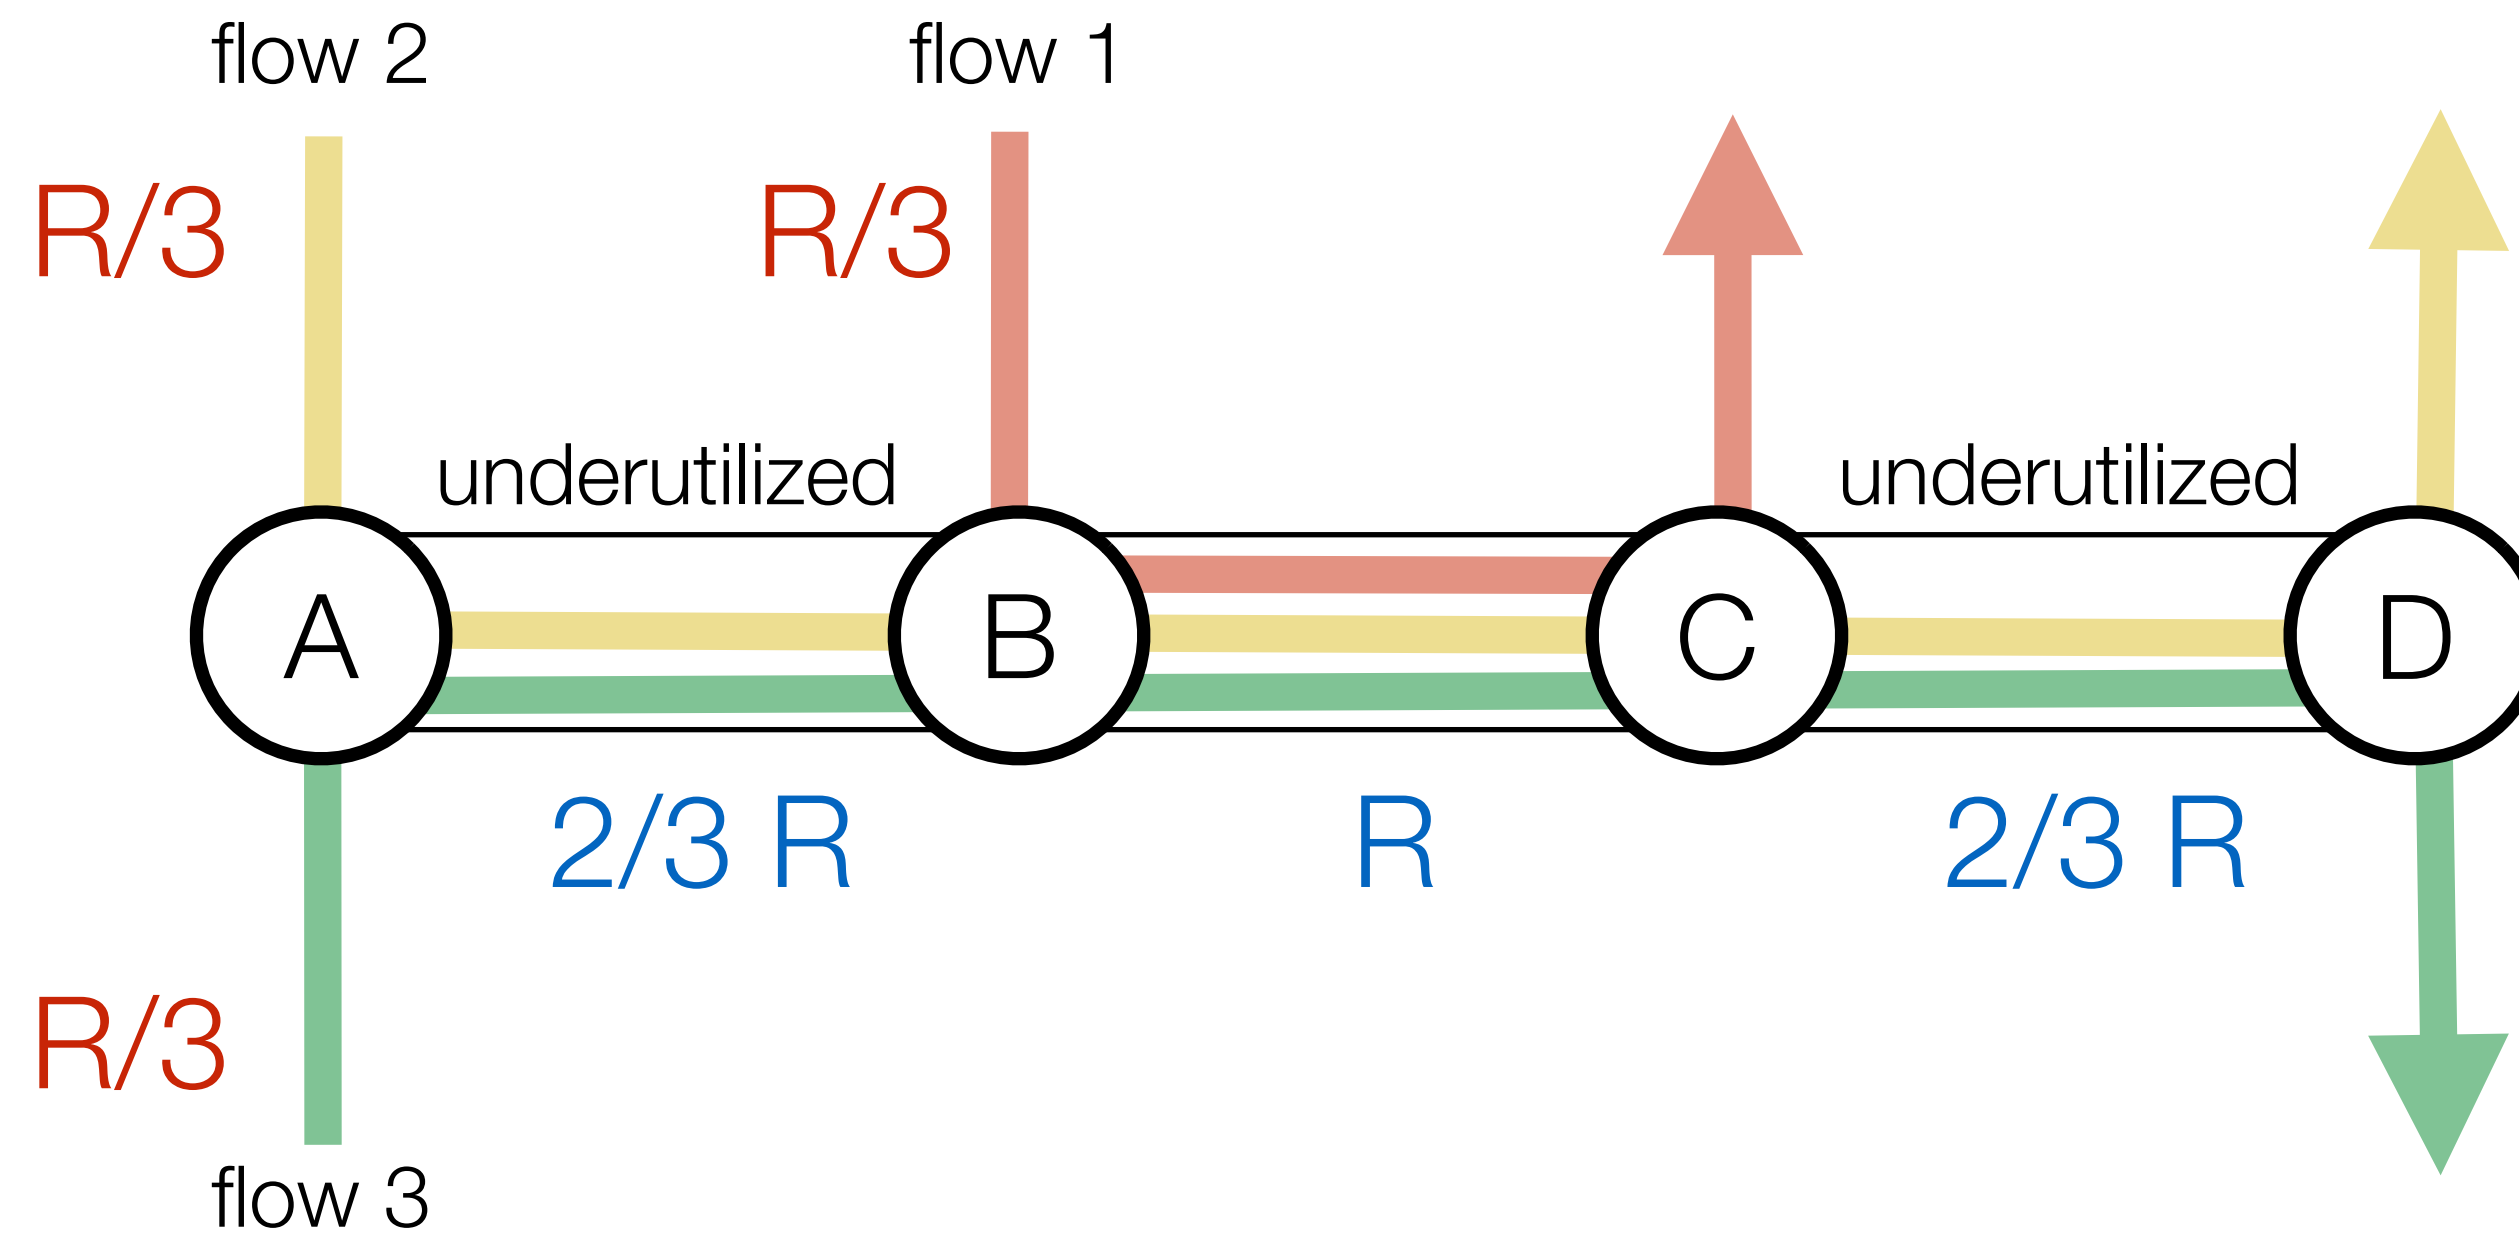 flow 2
flow 1
R/3
R/3
underutilized
underutilized
A
B
C
D
2/3 R
R
2/3 R
R/3
flow 3